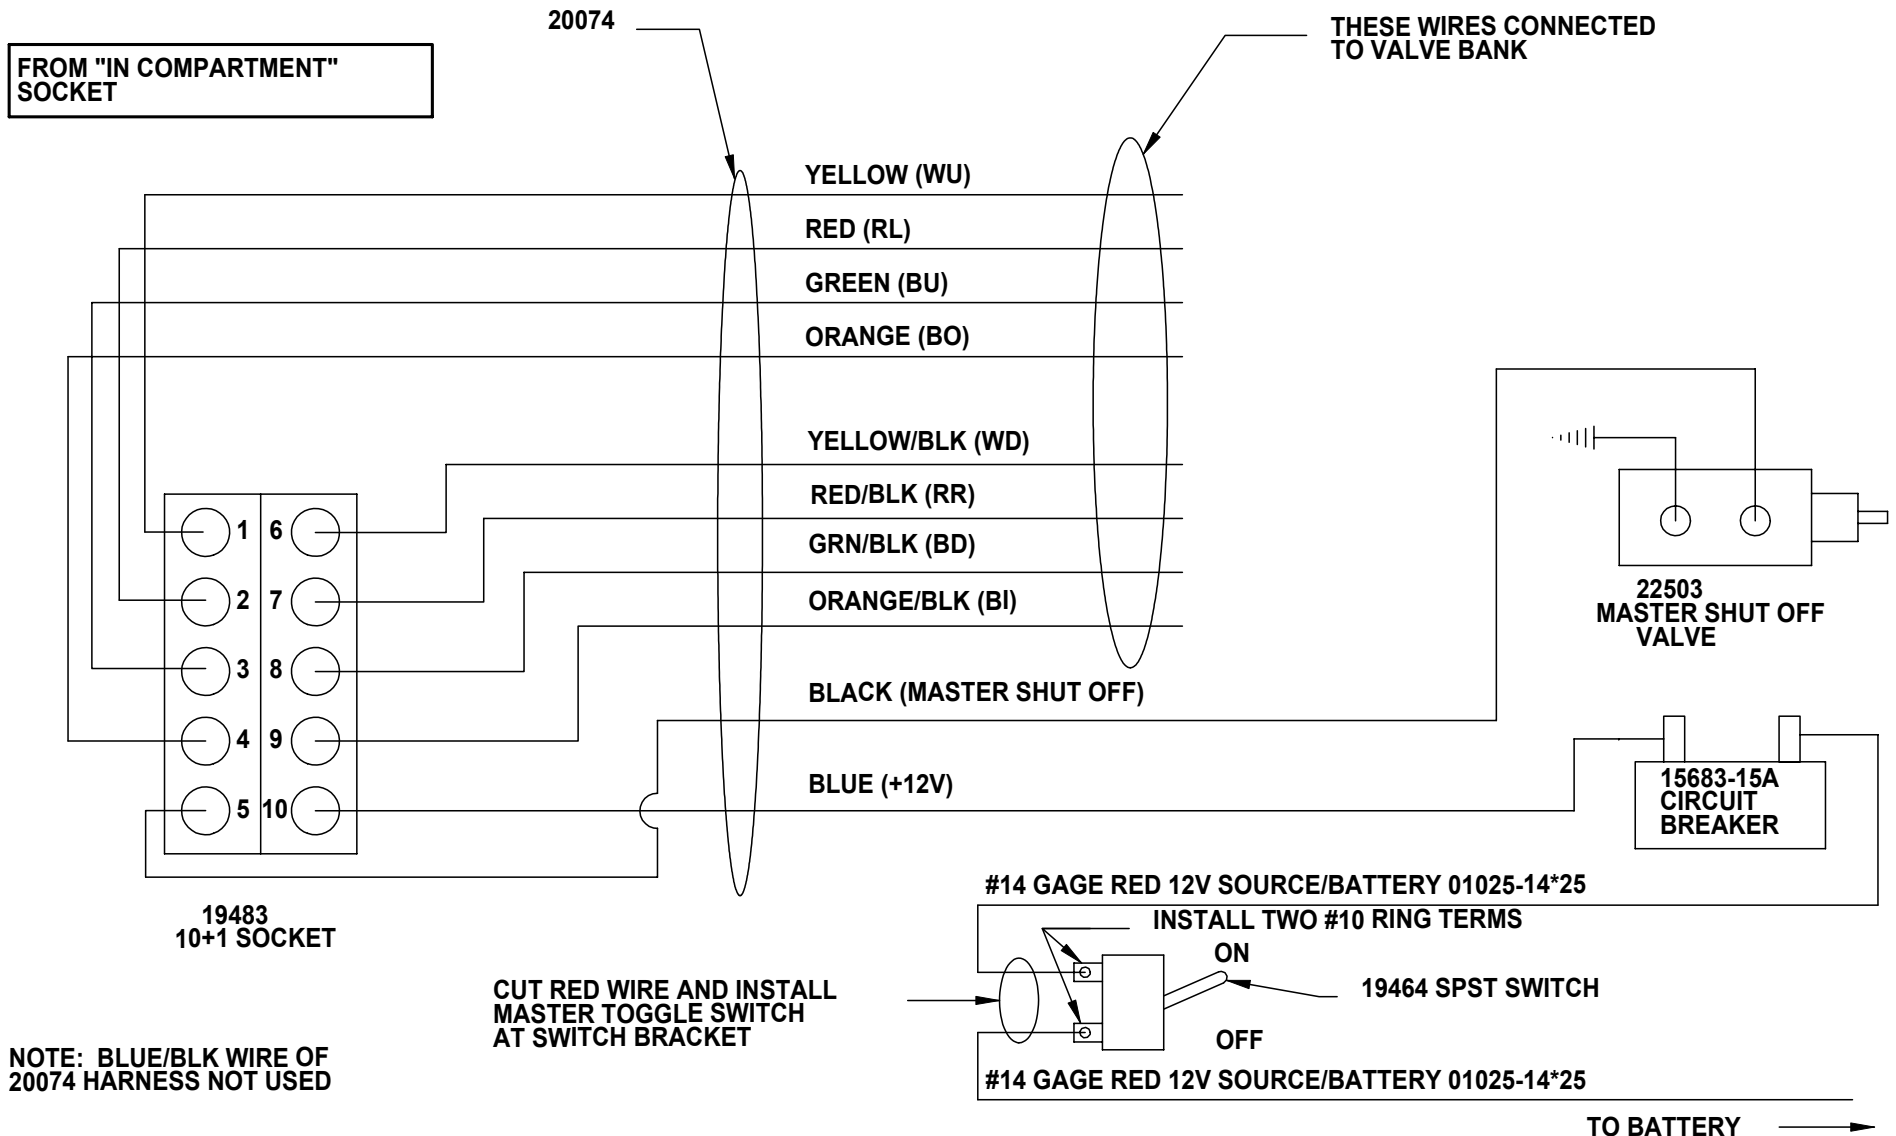 20074
THESE WIRES CONNECTED
TO VALVE BANK
FROM "IN COMPARTMENT"
SOCKET
YELLOW (WU)
RED (RL)
GREEN (BU)
ORANGE (BO)
YELLOW/BLK (WD)
RED/BLK (RR)
GRN/BLK (BD)
ORANGE/BLK (BI)
BLACK (MASTER SHUT OFF)
BLUE (+12V)
1 6
2 7
3 8
4 9
5 10
19483
10+1 SOCKET
22503
MASTER SHUT OFF
VALVE
15683-15A
CIRCUIT
BREAKER
#14 GAGE RED 12V SOURCE/BATTERY 01025-14*25
INSTALL TWO #10 RING TERMS
ON
19464 SPST SWITCH
OFF
CUT RED WIRE AND INSTALL
MASTER TOGGLE SWITCH
AT SWITCH BRACKET
#14 GAGE RED 12V SOURCE/BATTERY 01025-14*25
NOTE: BLUE/BLK WIRE OF
20074 HARNESS NOT USED
TO BATTERY